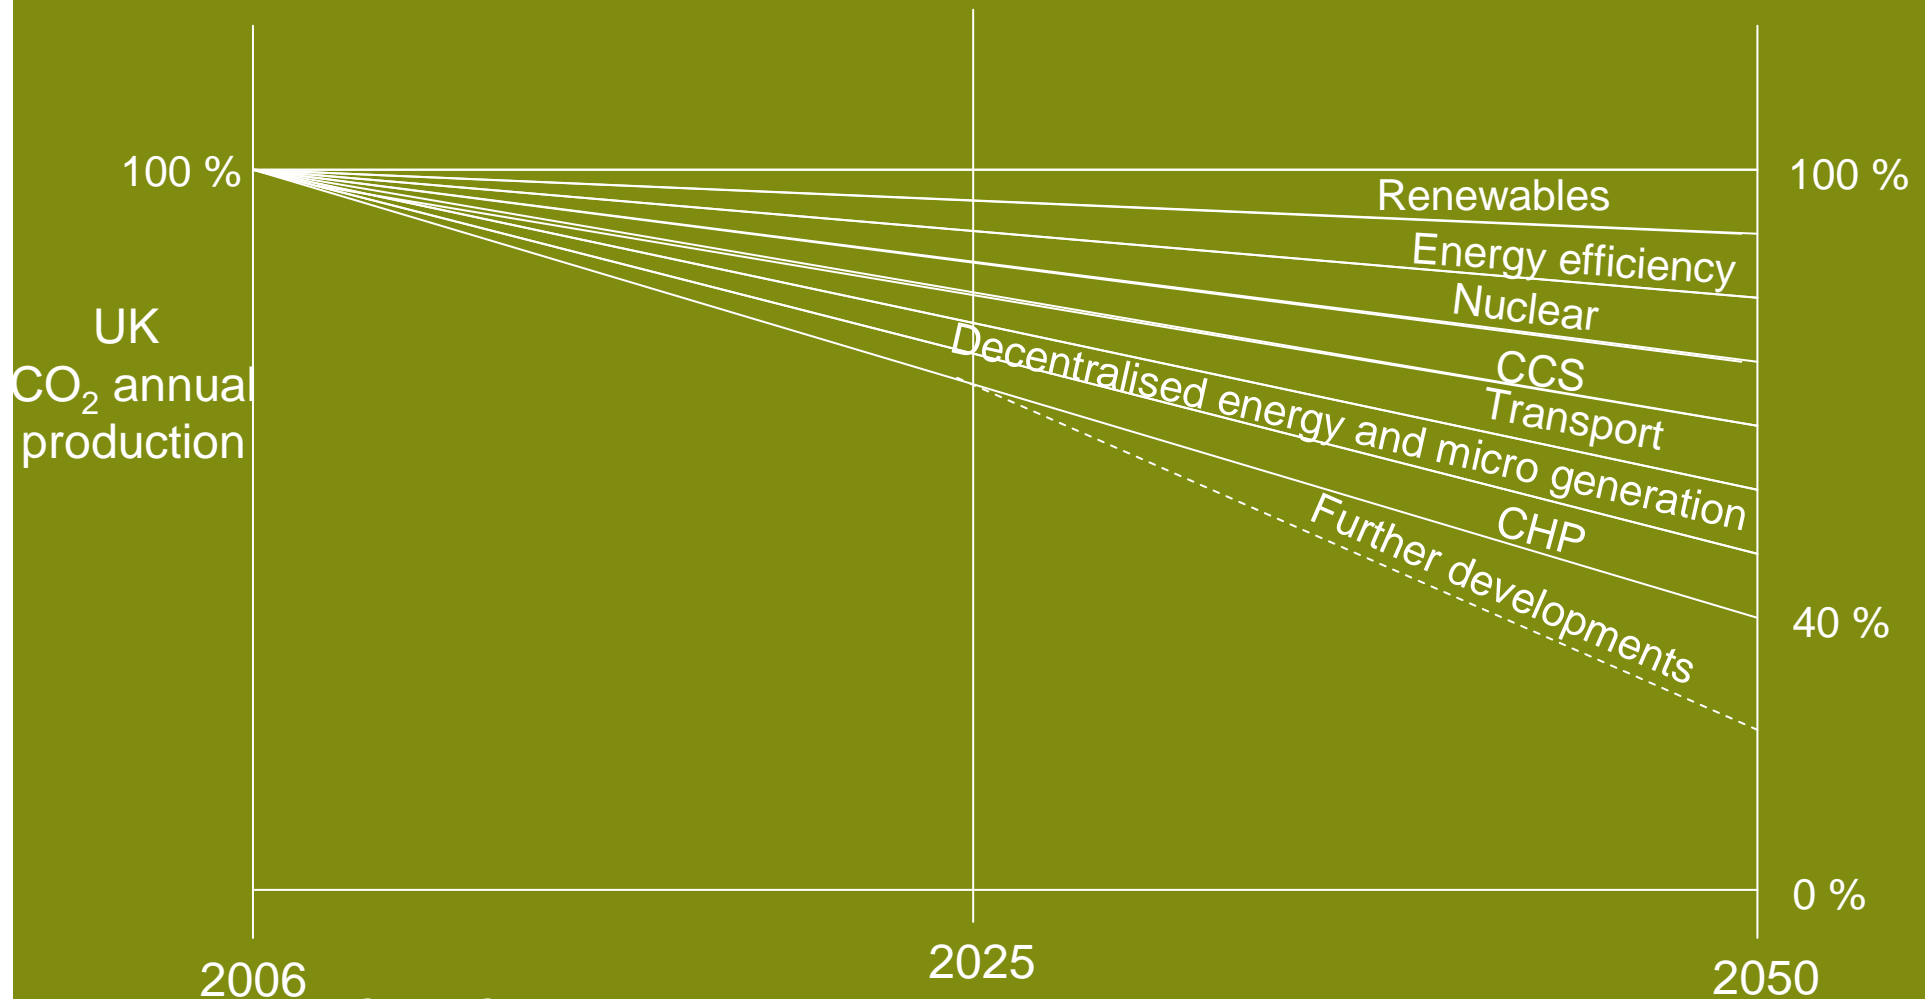 100 %
100 %
Renewables
Energy efficiency
Nuclear
CCS
Transport
Decentralised energy and micro generation
CHP
Further developments
UK
CO₂ annual
production
40 %
0 %
2006
2025
2050